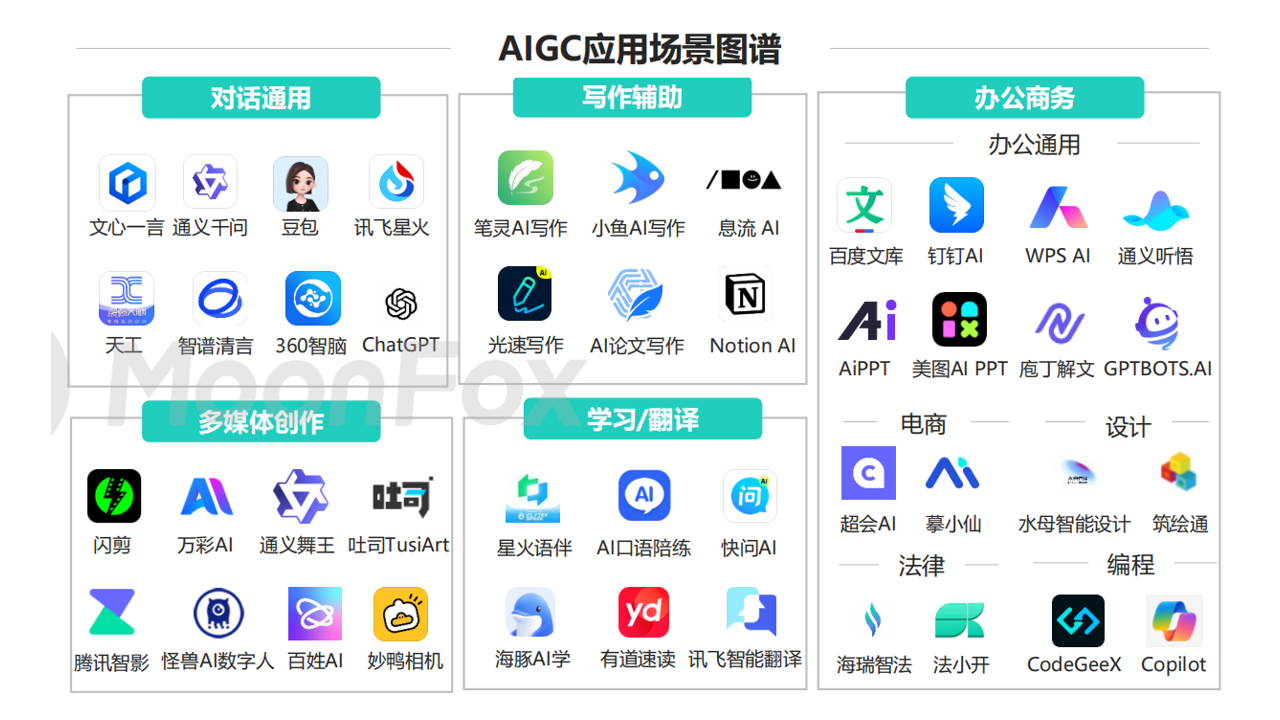 AIGC应用场景图谱
对话通用
文心一言 通义千问 豆包 讯飞星火
天工 智谱清言 360智脑 ChatGPT
写作辅助
笔灵AI写作 小鱼AI写作 息流 AI
AI
N
光速写作 AI论文写作 Notion AI
多媒体创作
吐司
闪剪 万彩AI 通义舞王 吐司TusiArt
腾讯智影 怪兽AI数字人 百姓AI 妙鸭相机
学习/翻译
AI 问 AI
星火语伴 AI口语陪练 快问AI
yd
海豚AI学 有道速读 讯飞智能翻译
办公商务
办公通用
文
百度文库 钉钉AI WPS AI 通义听悟
Ai
AiPPT 美图AI PPT 庖丁解文 GPTBOTS.AI
电商
超会AI 摹小仙
设计
水母智能设计 筑绘通
法律
海瑞智法 法小开
编程
CodeGeeX Copilot
MoonFox